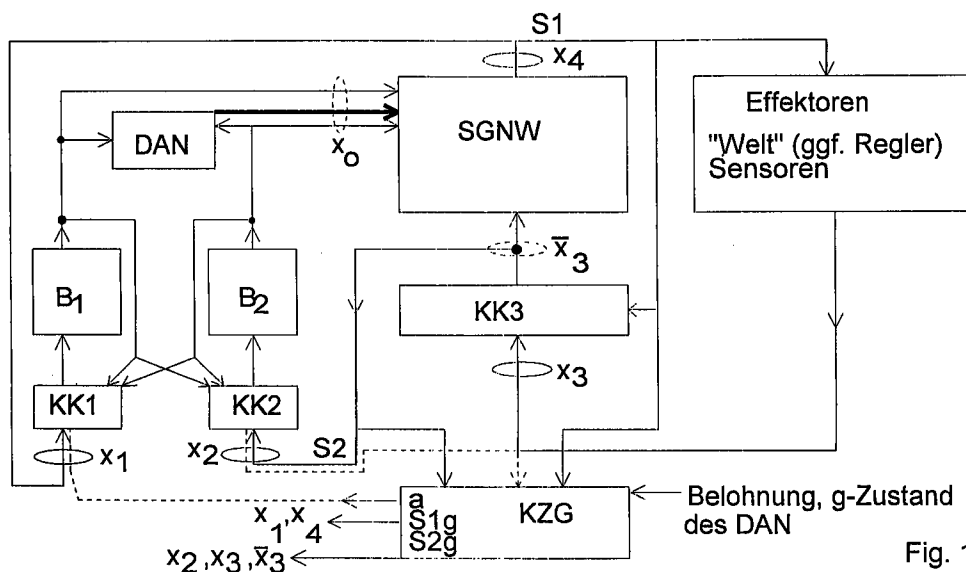 S1
x4
DAN
xo
SGNW
Effektoren
"Welt" (ggf. Regler)
Sensoren
x̅3
B1
B2
KK3
x3
KK1
KK2
x1
x2
S2
a
S1g
S2g
KZG
Belohnung, g-Zustand
des DAN
x1,x4
x2,x3,x̅3
Fig. 1